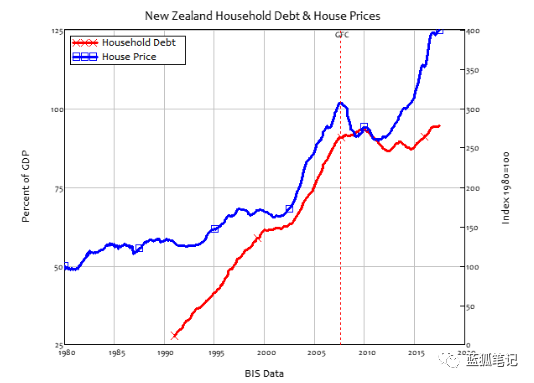 New Zealand Household Debt & House Prices
125
100
75
50
25
Percent of GDP
Household Debt
House Price
GFC
400
350
300
250
200
150
100
50
0
Index 1980=100
1980
1985
1990
1995
2000
2005
2010
2015
BIS Data
蓝狐笔记